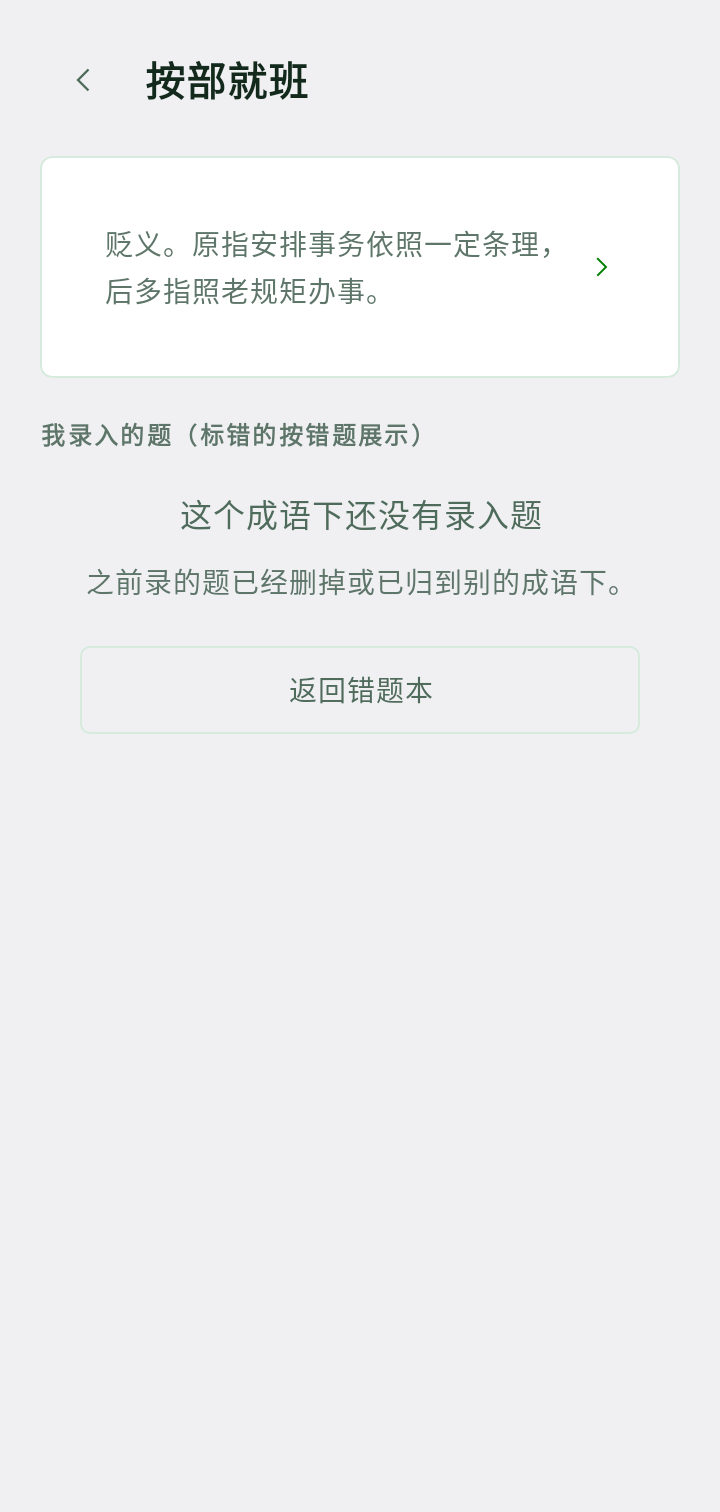 按部就班
贬义。原指安排事务依照一定条理，
后多指照老规矩办事。
我录入的题（标错的按错题展示）
这个成语下还没有录入题
之前录的题已经删掉或已归到别的成语下。
返回错题本